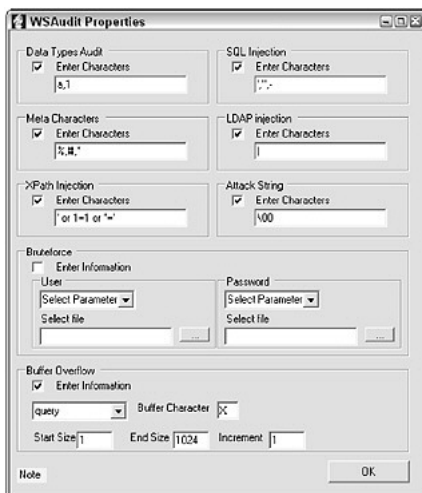 WSAudit Properties
Data Types Audit SQL Injection
Enter Characters Enter Characters
a,1 ',",-
Meta Characters LDAP injection
Enter Characters Enter Characters
%,#,* |
XPath Injection Attack String
Enter Characters Enter Characters
' or 1=1 or ''=' \00
Bruteforce
Enter Information
User Password
Select Parameter Select Parameter
Select file Select file
... ...
Buffer Overflow
Enter Information
query Buffer Character X
Start Size 1 End Size 1024 Increment 1
Note OK